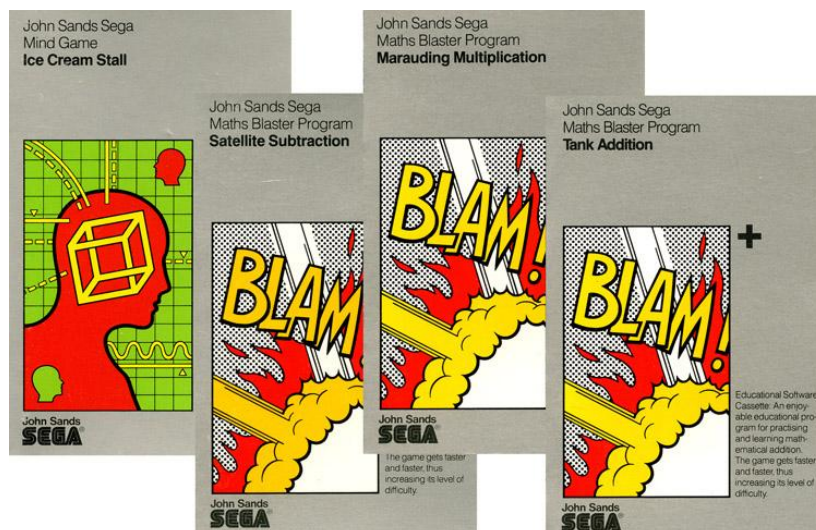 John Sands Sega
Mind Game
Ice Cream Stall
John Sands
SEGA
John Sands Sega
Maths Blaster Program
Satellite Subtraction
BLAM
The game gets faster
and faster, thus
increasing its level of
difficulty.
John Sands
SEGA
John Sands Sega
Maths Blaster Program
Marauding Multiplication
BLAM!
John Sands
SEGA
John Sands Sega
Maths Blaster Program
Tank Addition
+
BLAM!
Educational Software
Cassette: An enjoy-
able educational pro-
gram for practising
and learning math-
ematical addition.
The game gets faster
and faster, thus
increasing its level of
difficulty.
John Sands
SEGA